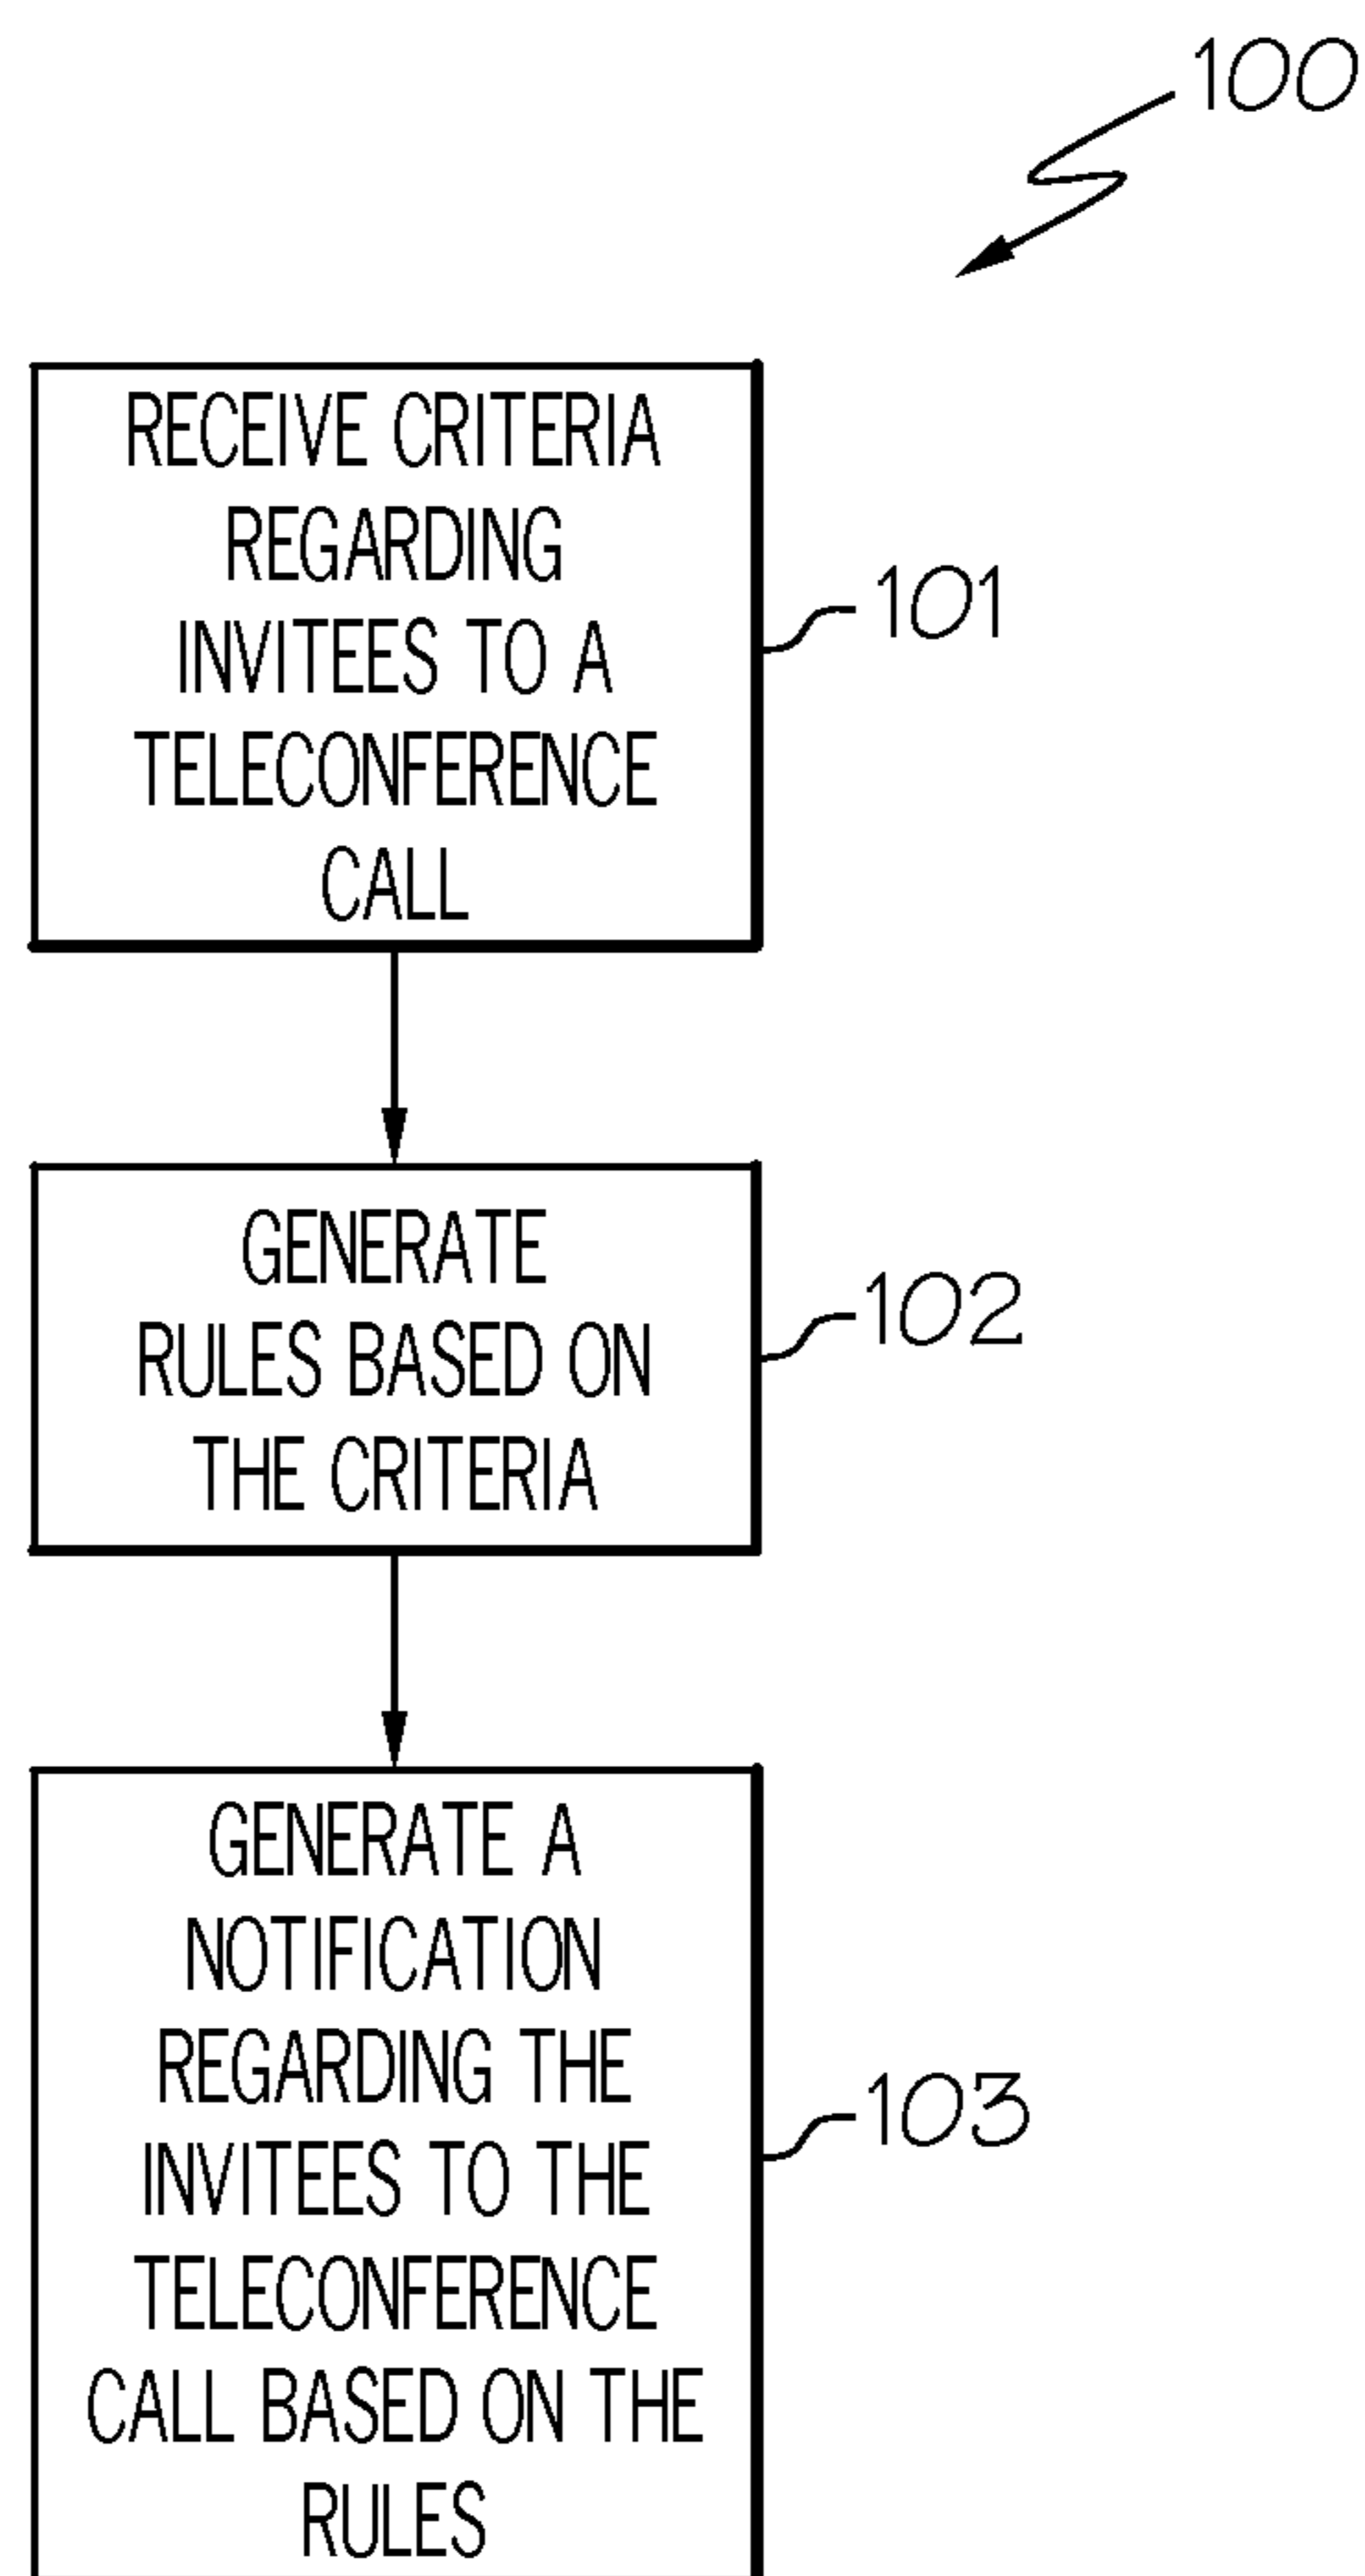 100
RECEIVE CRITERIA
REGARDING
INVITEES TO A
TELECONFERENCE
CALL
101
GENERATE
RULES BASED ON
THE CRITERIA
102
GENERATE A
NOTIFICATION
REGARDING THE
INVITEES TO THE
TELECONFERENCE
CALL BASED ON THE
RULES
103